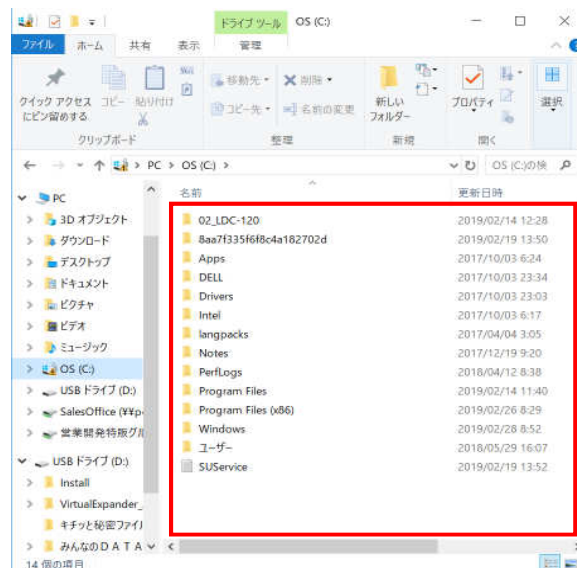 ドライブ ツール OS (C:)
ファイル ホーム 共有 表示 管理
クイック アクセス
にピン留めする
コピー 貼り付け
移動先 削除
コピー先 名前の変更
新しい
フォルダー
プロパティ
選択
クリップボード 整理 新規 開く
PC > OS (C:) >
OS (C:)の検
名前 更新日時
PC
3D オブジェクト
ダウンロード
デスクトップ
ドキュメント
ピクチャ
ビデオ
ミュージック
OS (C:)
USB ドライブ (D:)
SalesOffice (¥¥p
営業開発特販グル
USB ドライブ (D:)
Install
VirtualExpander_
キチッと秘密ファイル
みんなのDATA
02_LDC-120 2019/02/14 12:28
8aa7f335f6f8c4a182702d 2019/02/19 13:50
Apps 2017/10/03 6:24
DELL 2017/10/03 23:34
Drivers 2017/10/03 23:03
Intel 2017/10/03 6:17
langpacks 2017/04/04 3:05
Notes 2017/12/19 9:20
PerfLogs 2018/04/12 8:38
Program Files 2019/02/14 11:40
Program Files (x86) 2019/02/26 8:29
Windows 2019/02/28 8:52
ユーザー 2018/05/29 16:07
SUService 2019/02/19 13:52
14 個の項目